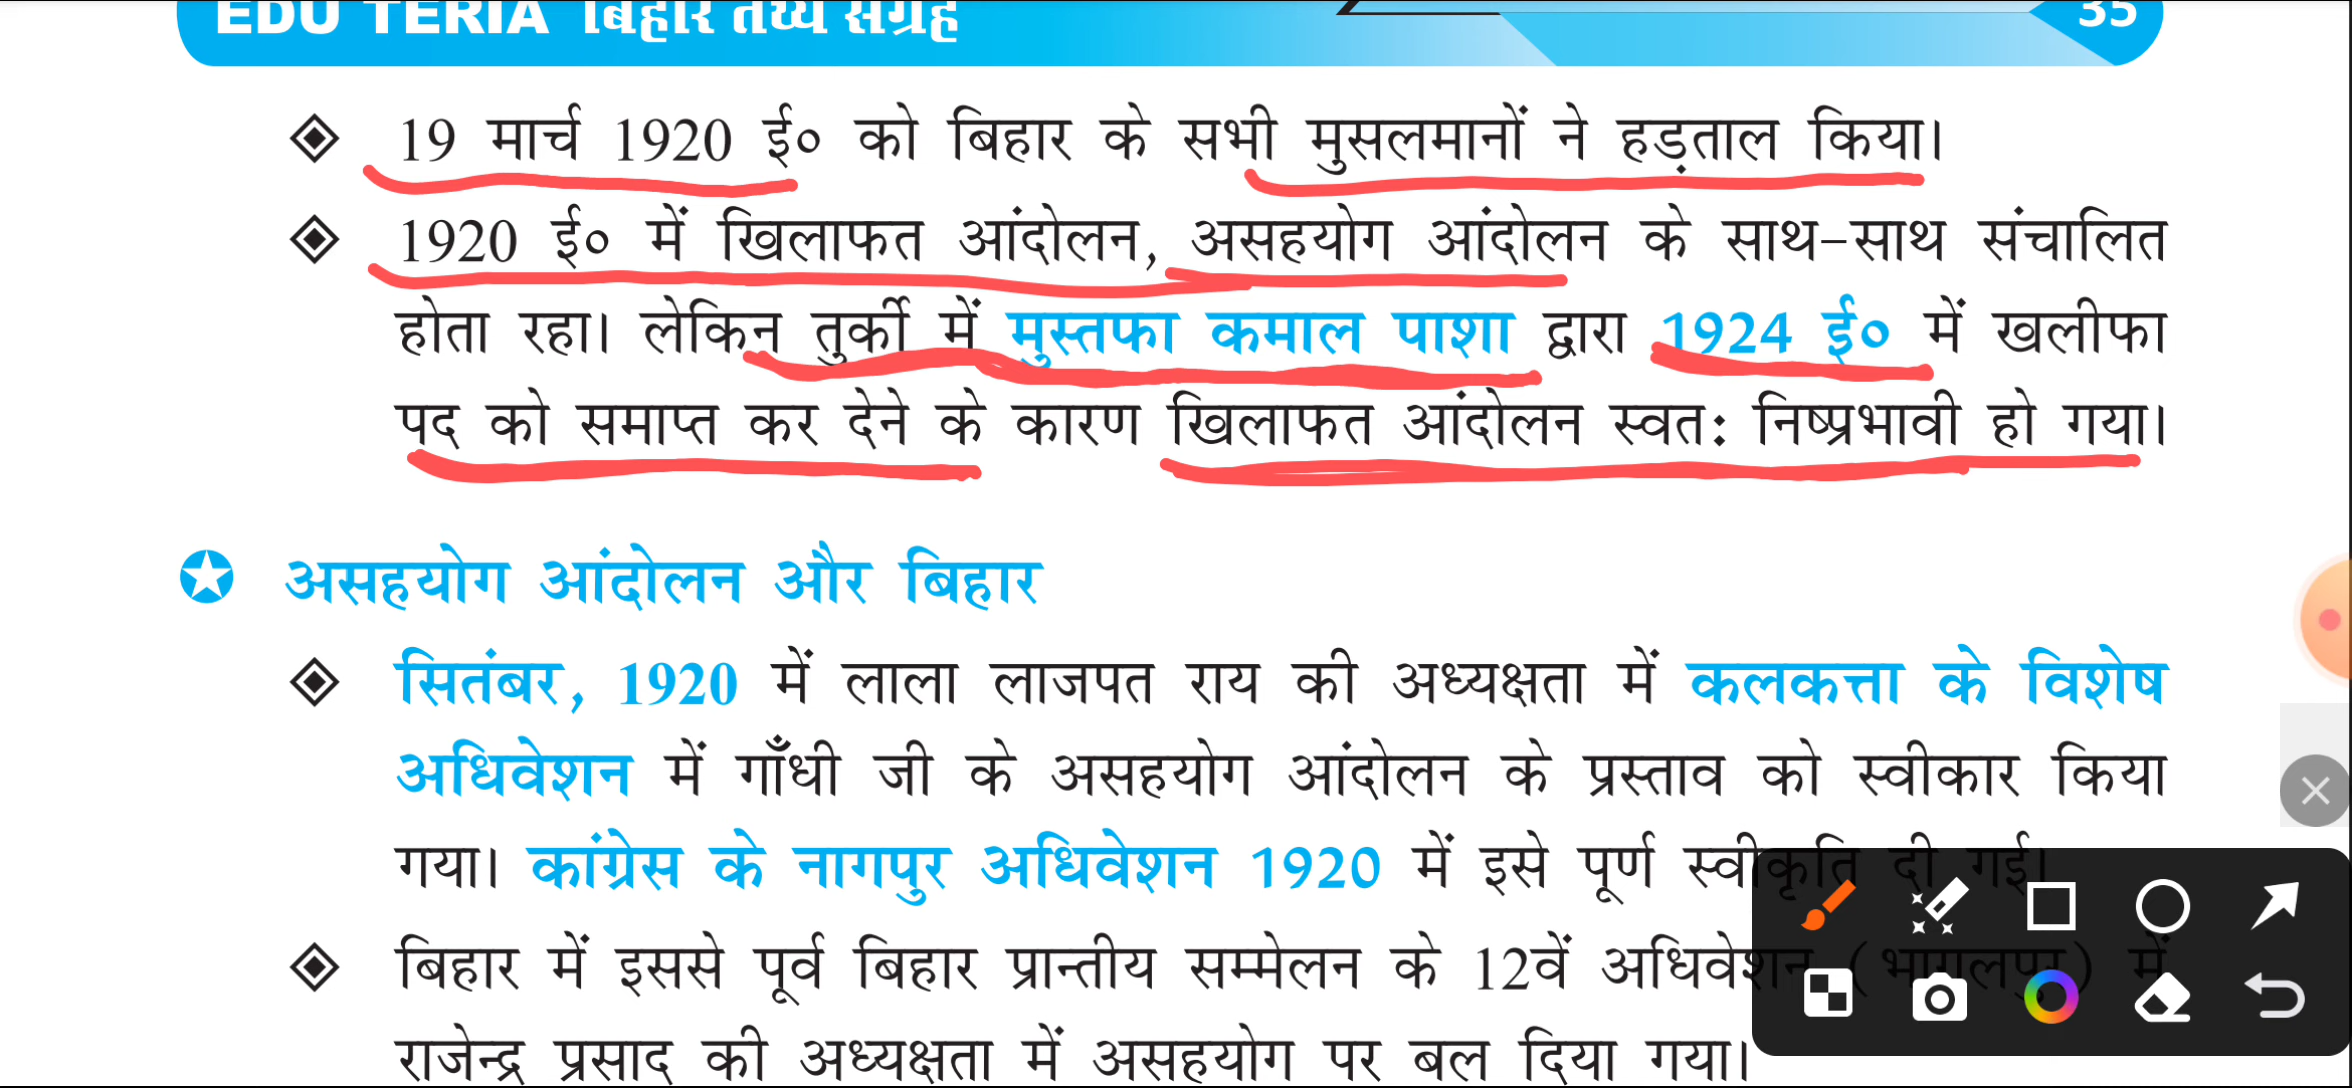 EDU TERIA बिहार तथ्य संग्रह 35
19 मार्च 1920 ई० को बिहार के सभी मुसलमानों ने हड़ताल किया।
1920 ई० में खिलाफत आंदोलन, असहयोग आंदोलन के साथ-साथ संचालित
होता रहा। लेकिन तुर्की में मुस्तफा कमाल पाशा द्वारा 1924 ई० में खलीफा
पद को समाप्त कर देने के कारण खिलाफत आंदोलन स्वतः निष्प्रभावी हो गया।
असहयोग आंदोलन और बिहार
सितंबर, 1920 में लाला लाजपत राय की अध्यक्षता में कलकत्ता के विशेष
अधिवेशन में गाँधी जी के असहयोग आंदोलन के प्रस्ताव को स्वीकार किया
गया। कांग्रेस के नागपुर अधिवेशन 1920 में इसे पूर्ण स्वीकृति दी गई।
बिहार में इससे पूर्व बिहार प्रान्तीय सम्मेलन के 12वें अधिवेशन (भागलपुर) में
राजेन्द्र प्रसाद की अध्यक्षता में असहयोग पर बल दिया गया।